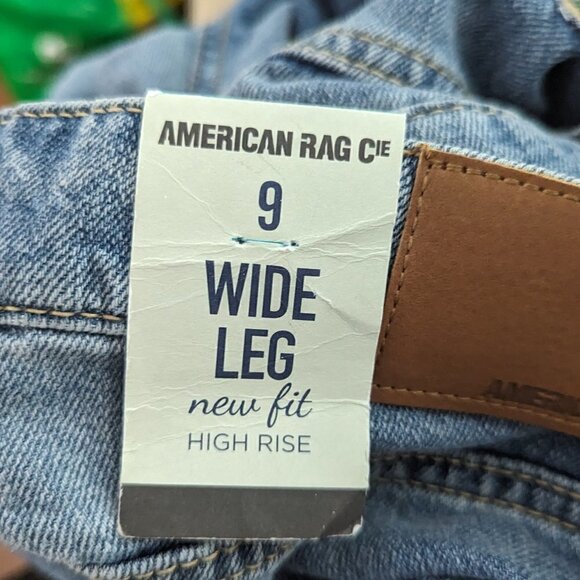 AMERICAN RAG CIE
9
WIDE
LEG
new fit
HIGH RISE